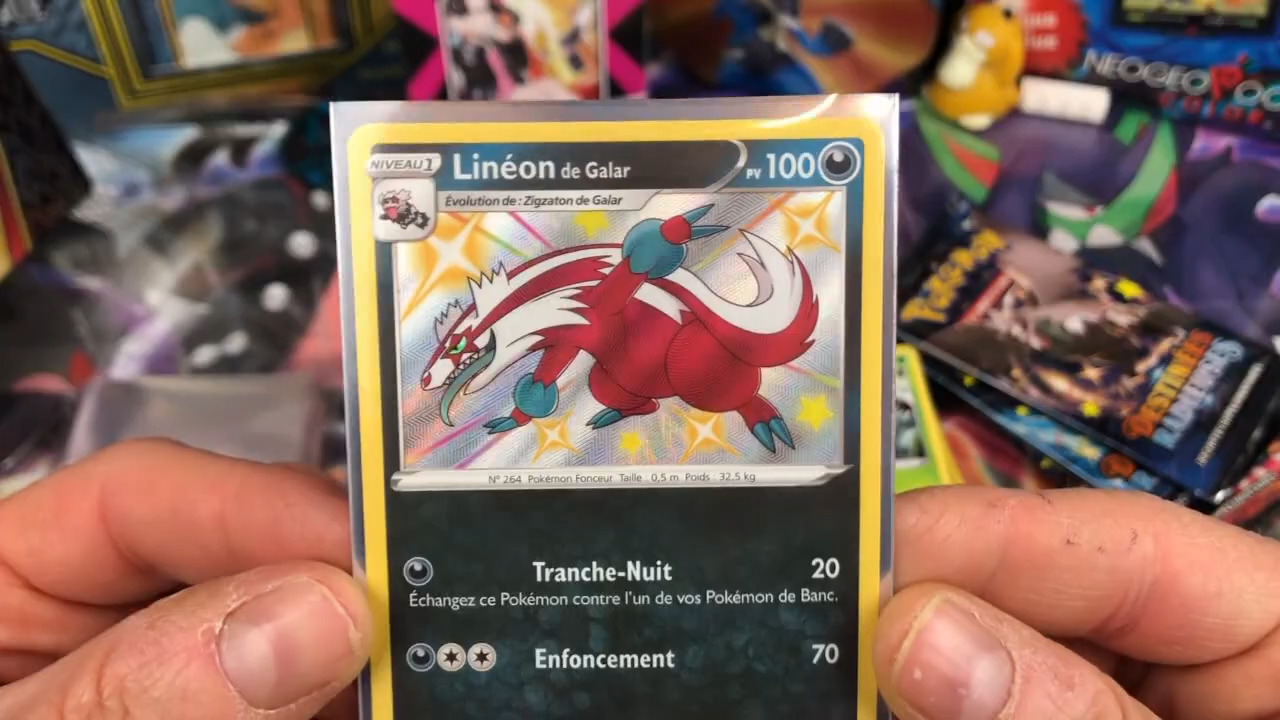 NEOGEO
NIVEAU 1
Linéon de Galar
PV 100
Évolution de : Zigzaton de Galar
N° 264 Pokémon Fonceur Taille : 0,5 m Poids : 32.5 kg
Tranche-Nuit 20
Échangez ce Pokémon contre l'un de vos Pokémon de Banc.
Enfoncement 70
POKÉMON